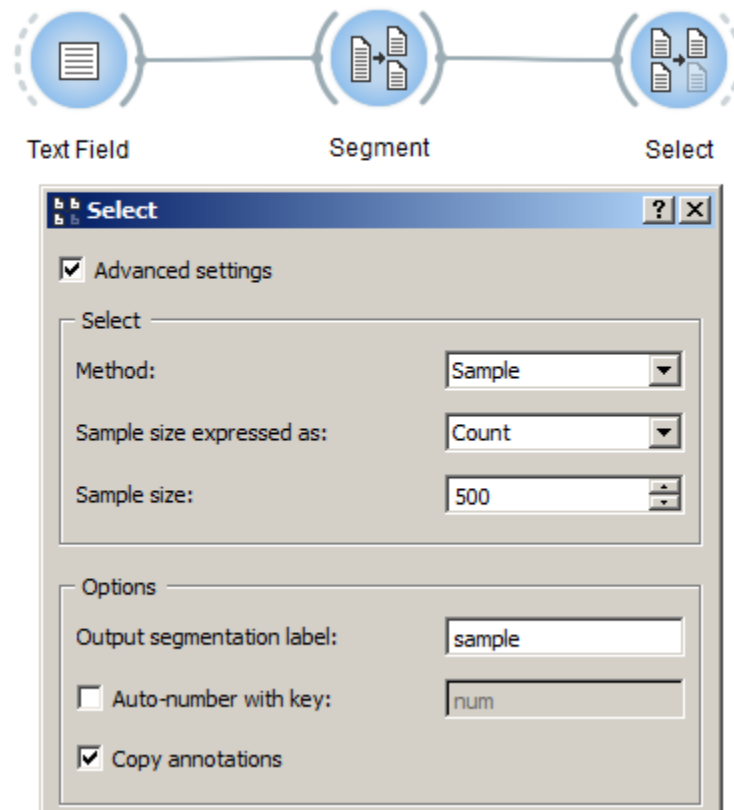 Text Field Segment Select
Select
Advanced settings
Select
Method: Sample
Sample size expressed as: Count
Sample size: 500
Options
Output segmentation label: sample
Auto-number with key: num
Copy annotations